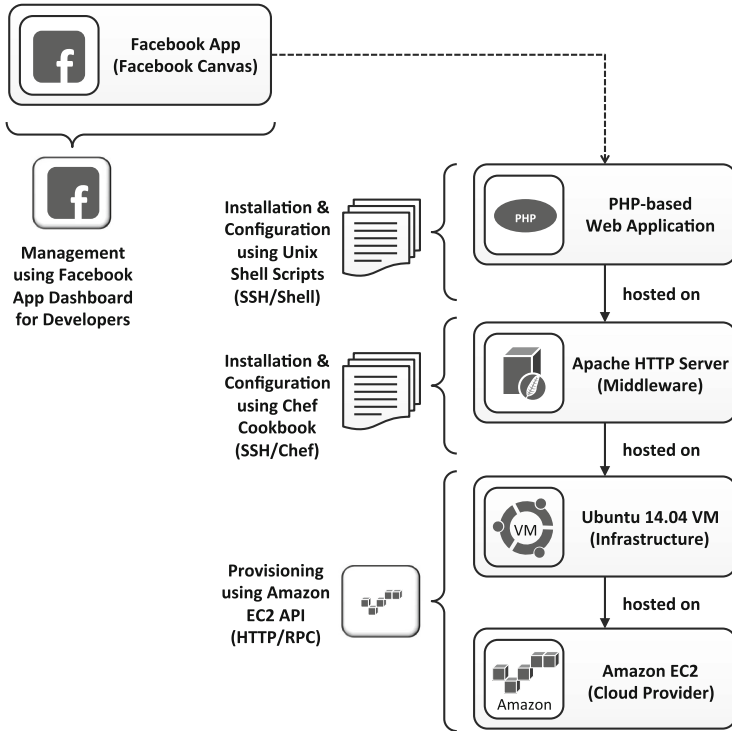 Facebook App
(Facebook Canvas)
Management
using Facebook
App Dashboard
for Developers
Installation &
Configuration
using Unix
Shell Scripts
(SSH/Shell)
PHP
PHP-based
Web Application
hosted on
Installation &
Configuration
using Chef
Cookbook
(SSH/Chef)
Apache HTTP Server
(Middleware)
hosted on
Provisioning
using Amazon
EC2 API
(HTTP/RPC)
VM
Ubuntu 14.04 VM
(Infrastructure)
hosted on
Amazon
Amazon EC2
(Cloud Provider)